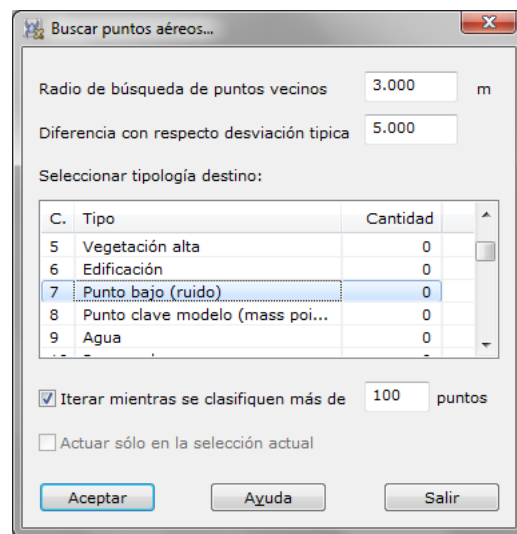 Buscar puntos aéreos...
Radio de búsqueda de puntos vecinos 3.000 m
Diferencia con respecto desviación tipica 5.000
Seleccionar tipología destino:
C. Tipo Cantidad
5 Vegetación alta 0
6 Edificación 0
7 Punto bajo (ruido) 0
8 Punto clave modelo (mass poi... 0
9 Agua 0
Iterar mientras se clasifiquen más de 100 puntos
Actuar sólo en la selección actual
Aceptar Ayuda Salir